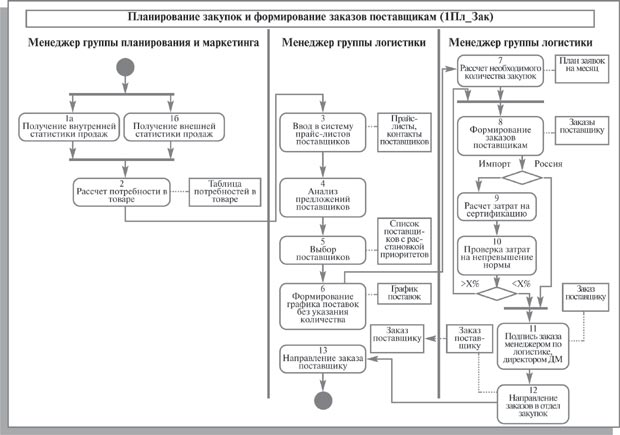 Планирование закупок и формирование заказов поставщикам (1Пл_Зак)
Менеджер группы планирования и маркетинга
1а
Получение внутренней
статистики продаж
1б
Получение внешней
статистики продаж
2
Рассчет потребности в
товаре
Таблица
потребностей в
товаре
Менеджер группы логистики
3
Ввод в систему
прайс-листов
поставщиков
Прайс-
листы,
контакты
поставщиков
4
Анализ
предложений
поставщиков
5
Выбор
поставщиков
Список
поставщи-
ков с рас-
становкой
приоритетов
6
Формирование
графика поставок
без указания
количества
График
поставок
13
Направление заказа
поставщику
Заказ
поставщику
Менеджер группы логистики
7
Рассчет необходимого
количества закупок
План заявок
на месяц
8
Формирование
заказов
поставщикам
Заказы
поставщику
Импорт
Россия
9
Расчет затрат на
сертификацию
10
Проверка затрат
на непревышение
нормы
>X%
<X%
Заказ
поставщику
11
Подпись заказа
менеджером по
логистике,
директором ДМ
Заказ
постав-
щику
12
Направление
заказов в отдел
закупок